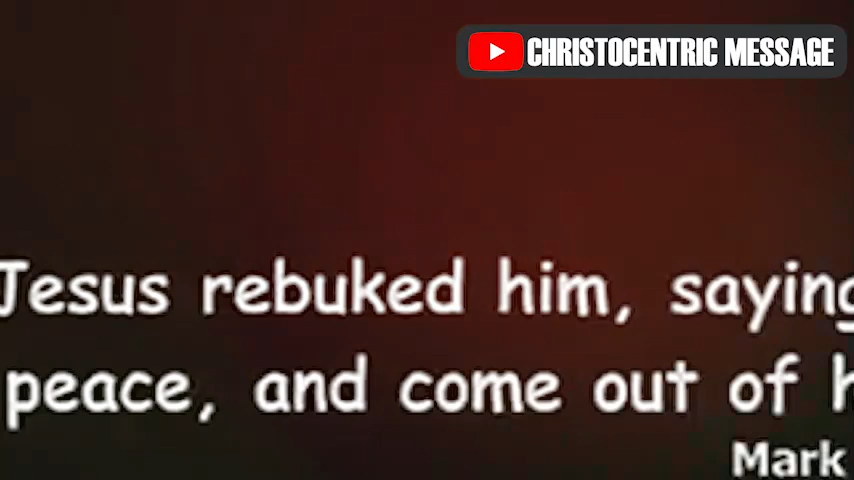 CHRISTOCENTRIC MESSAGE
Jesus rebuked him, saying
peace, and come out of h
Mark